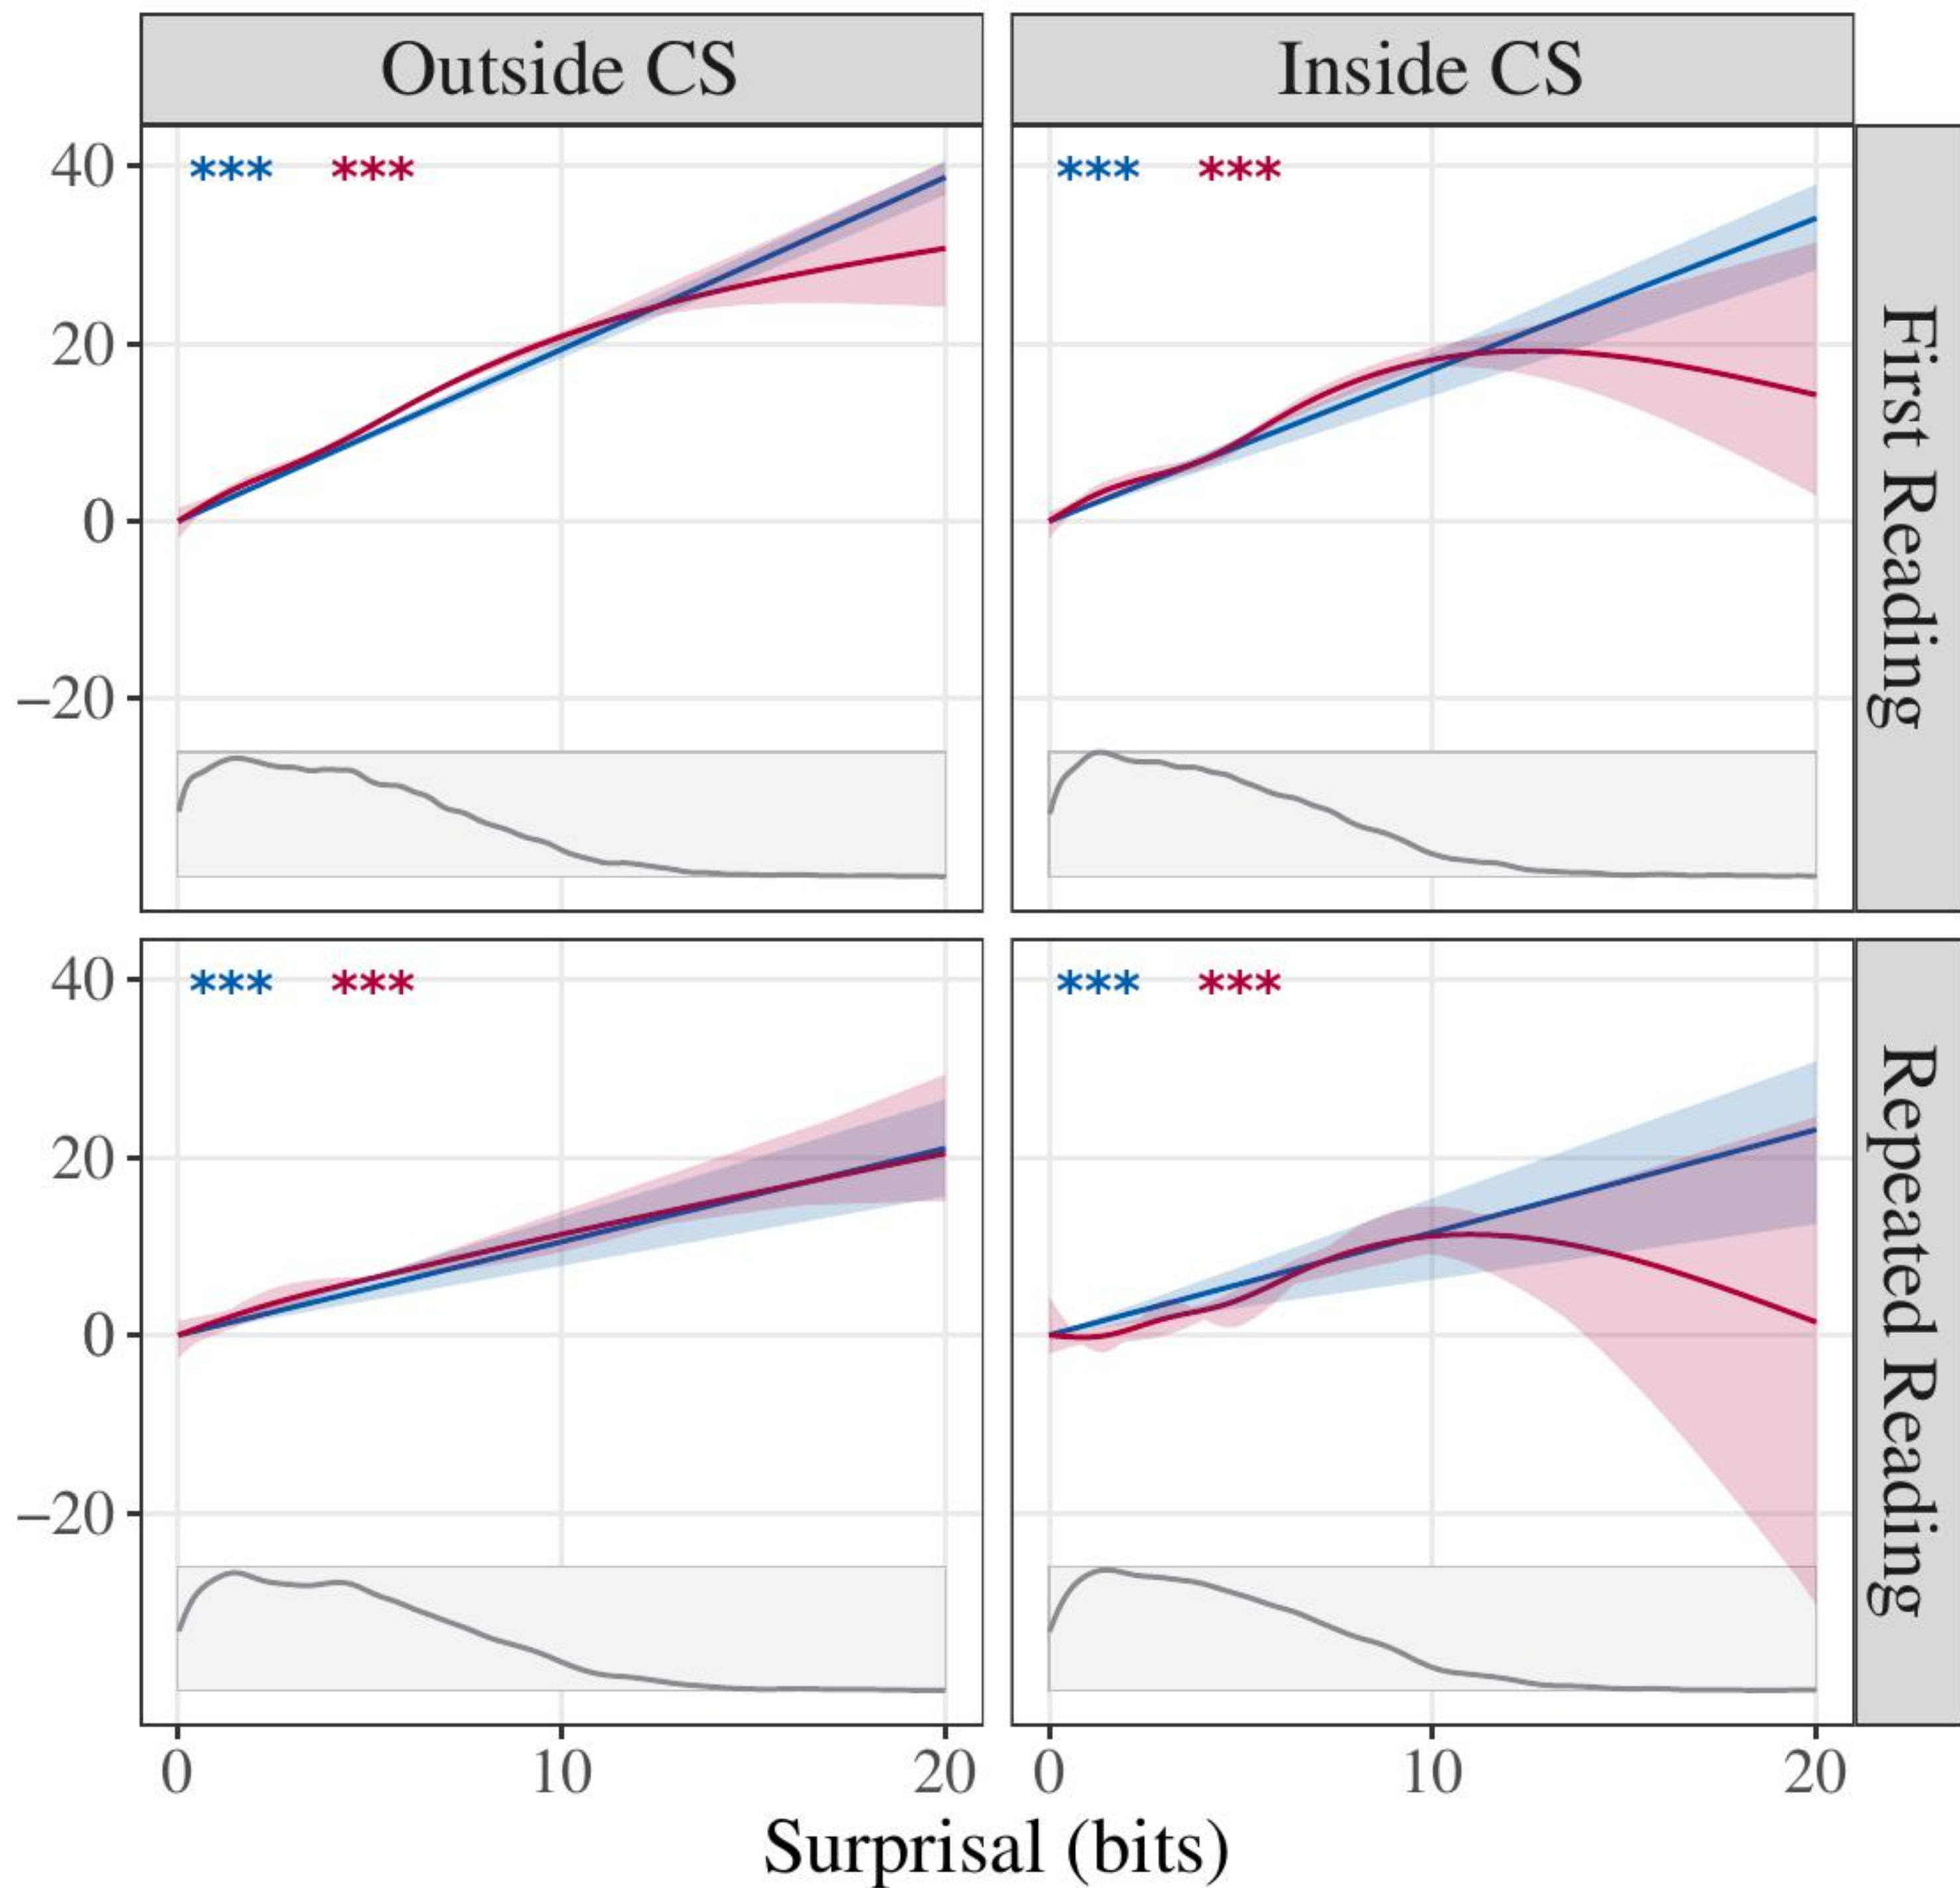 Outside CS
Inside CS
40
*** ***
*** ***
20
0
−20
First Reading
40
*** ***
*** ***
20
0
−20
Repeated Reading
0 10 20
0 10 20
Surprisal (bits)